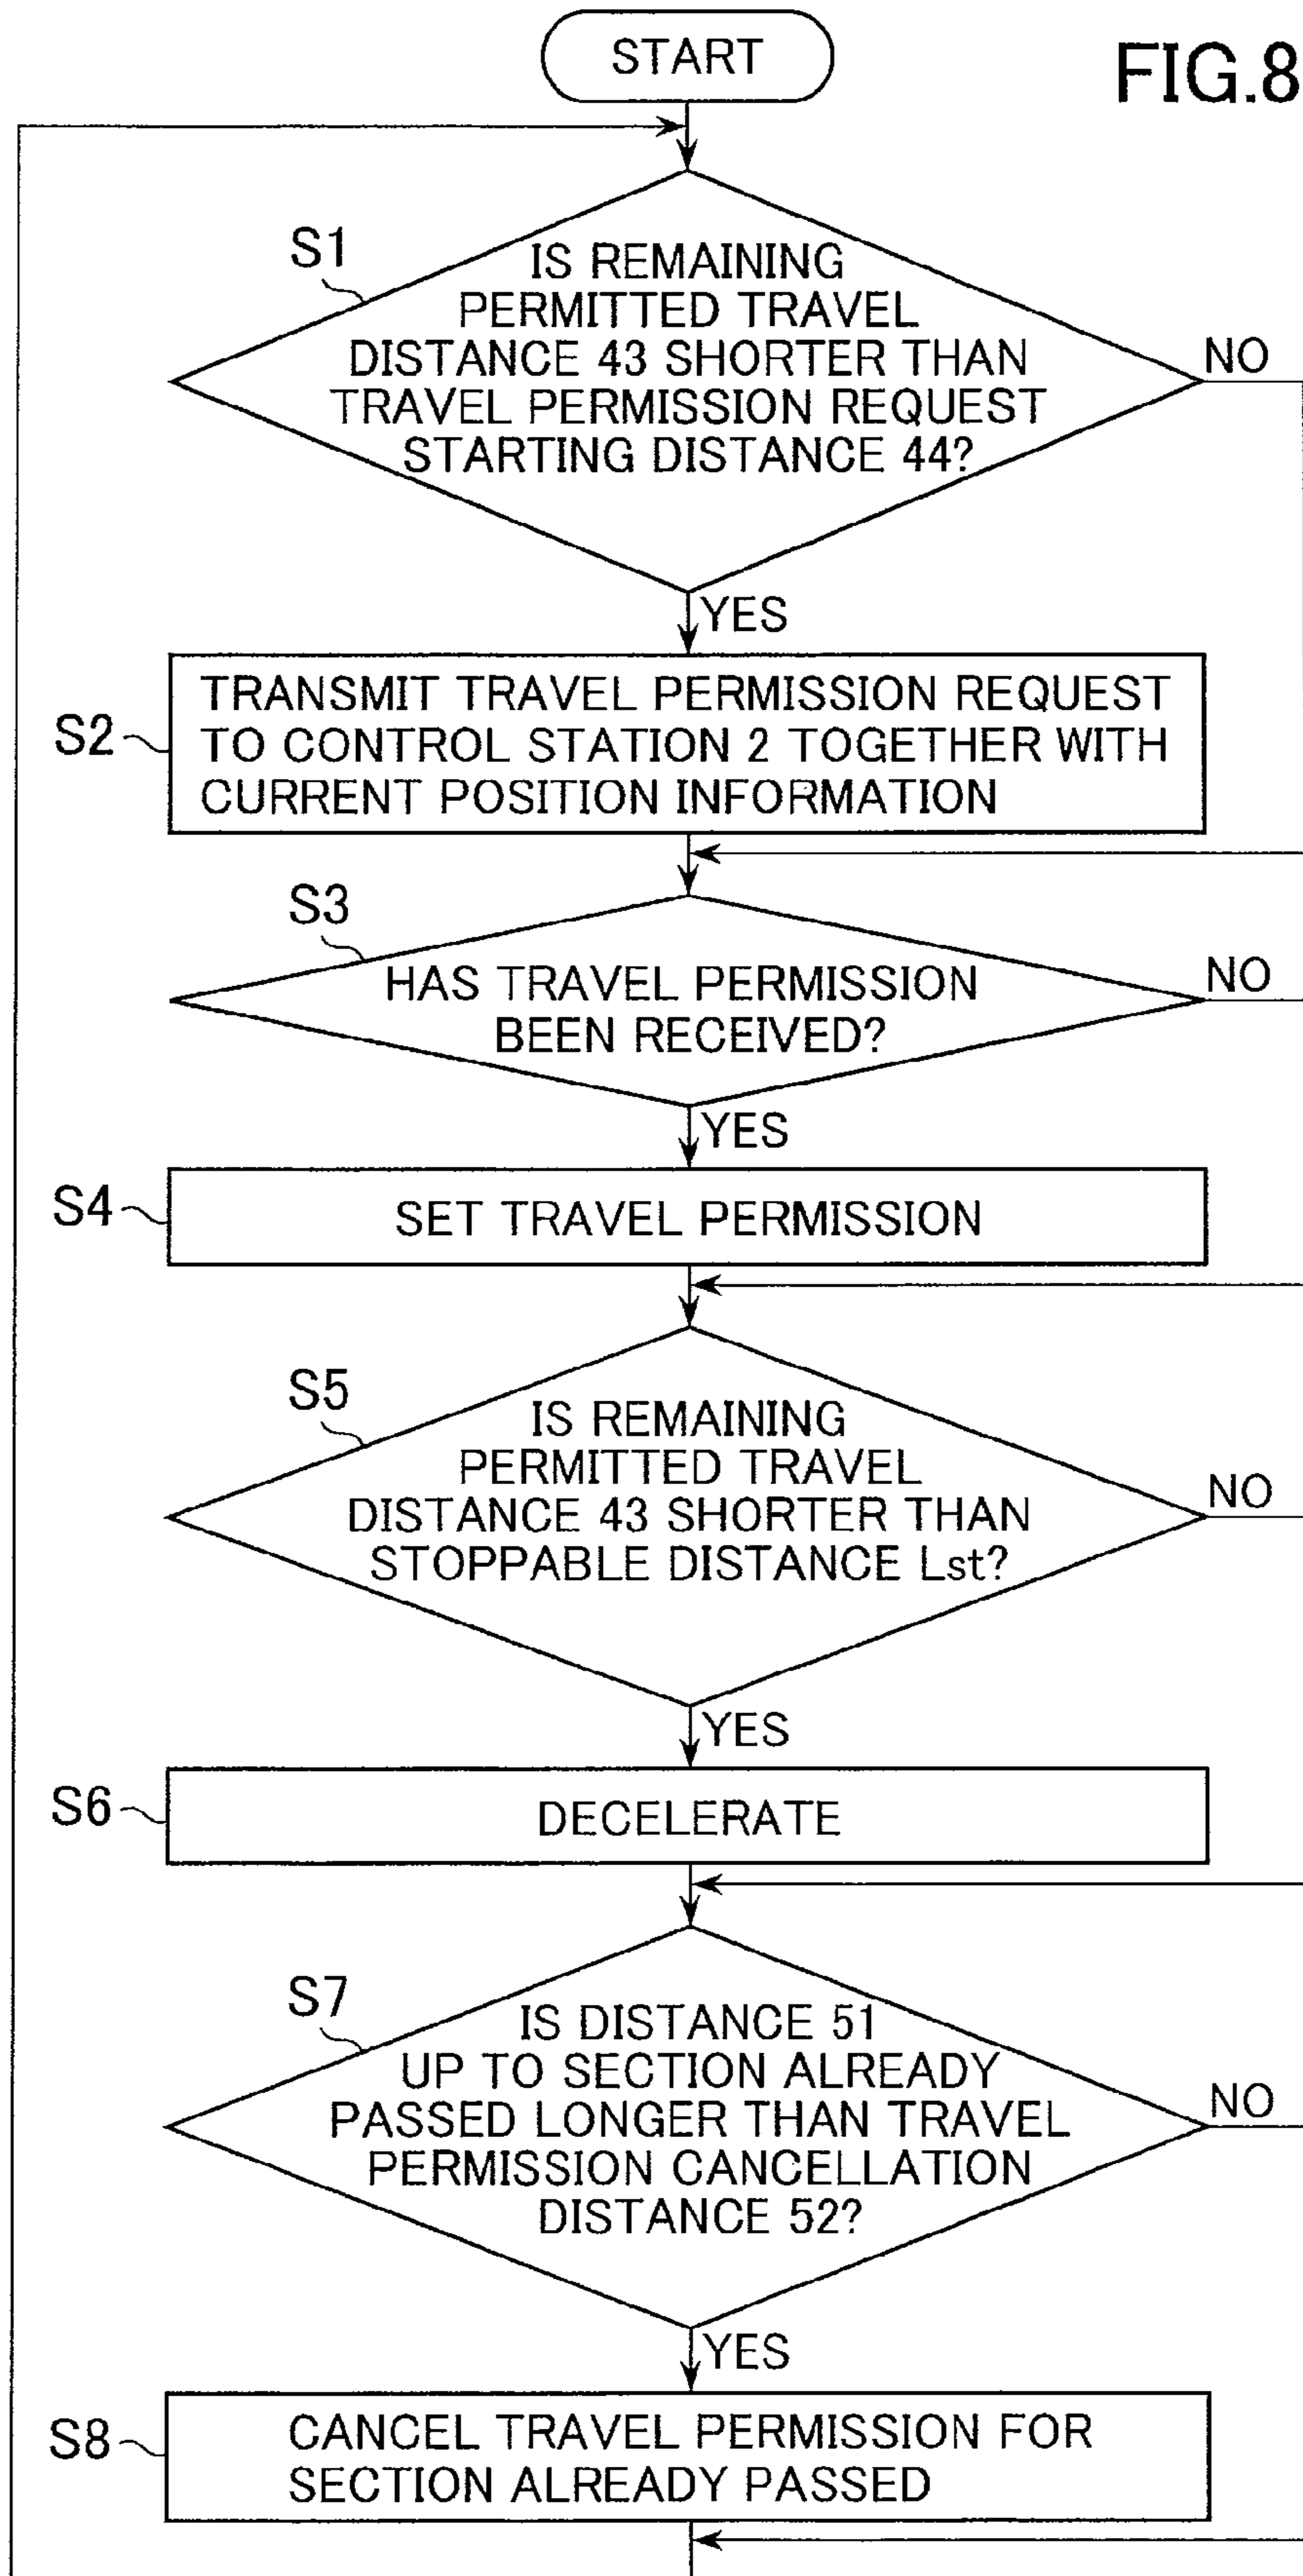 START
FIG.8
S1
IS REMAINING
PERMITTED TRAVEL
DISTANCE 43 SHORTER THAN
TRAVEL PERMISSION REQUEST
STARTING DISTANCE 44?
NO
YES
S2
TRANSMIT TRAVEL PERMISSION REQUEST
TO CONTROL STATION 2 TOGETHER WITH
CURRENT POSITION INFORMATION
S3
HAS TRAVEL PERMISSION
BEEN RECEIVED?
NO
YES
S4
SET TRAVEL PERMISSION
S5
IS REMAINING
PERMITTED TRAVEL
DISTANCE 43 SHORTER THAN
STOPPABLE DISTANCE Lst?
NO
YES
S6
DECELERATE
S7
IS DISTANCE 51
UP TO SECTION ALREADY
PASSED LONGER THAN TRAVEL
PERMISSION CANCELLATION
DISTANCE 52?
NO
YES
S8
CANCEL TRAVEL PERMISSION FOR
SECTION ALREADY PASSED